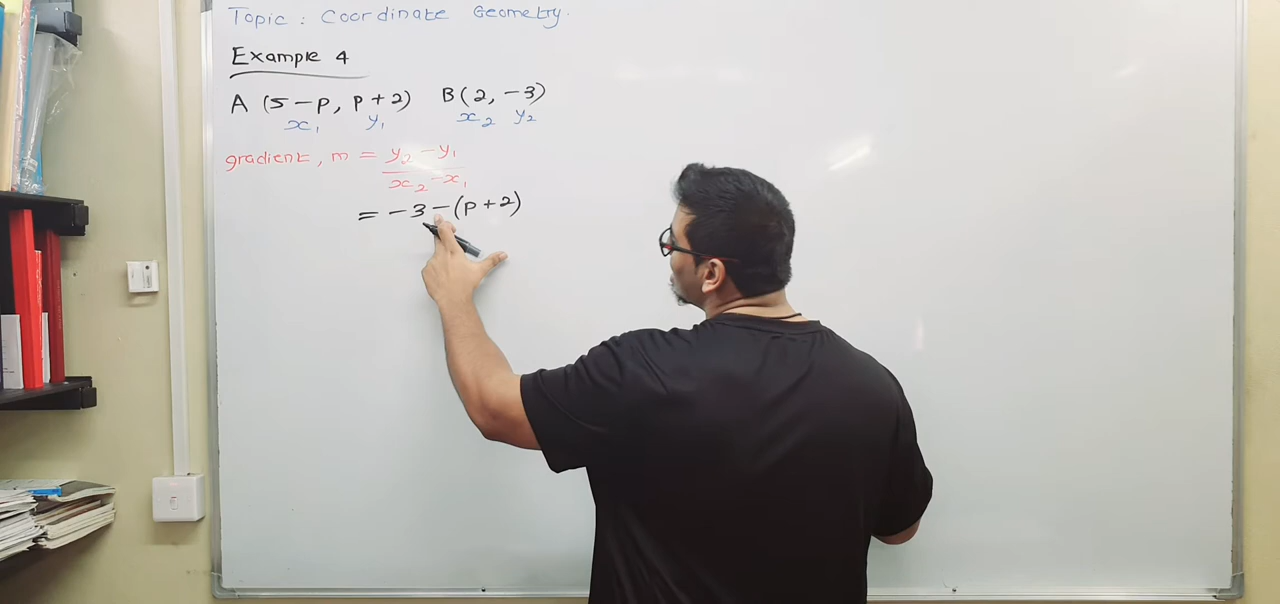 Topic : Coordinate Geometry.
Example 4
A (5-p, p+2) B(2, -3)
x₁ y₁ x₂ y₂
gradient, m = y₂-y₁
x₂-x₁
= -3-(p+2)